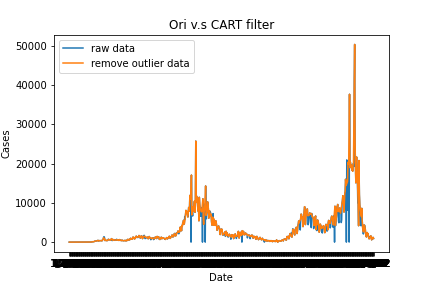 Ori v.s CART filter
raw data
remove outlier data
50000
40000
30000
20000
10000
0
Cases
Date